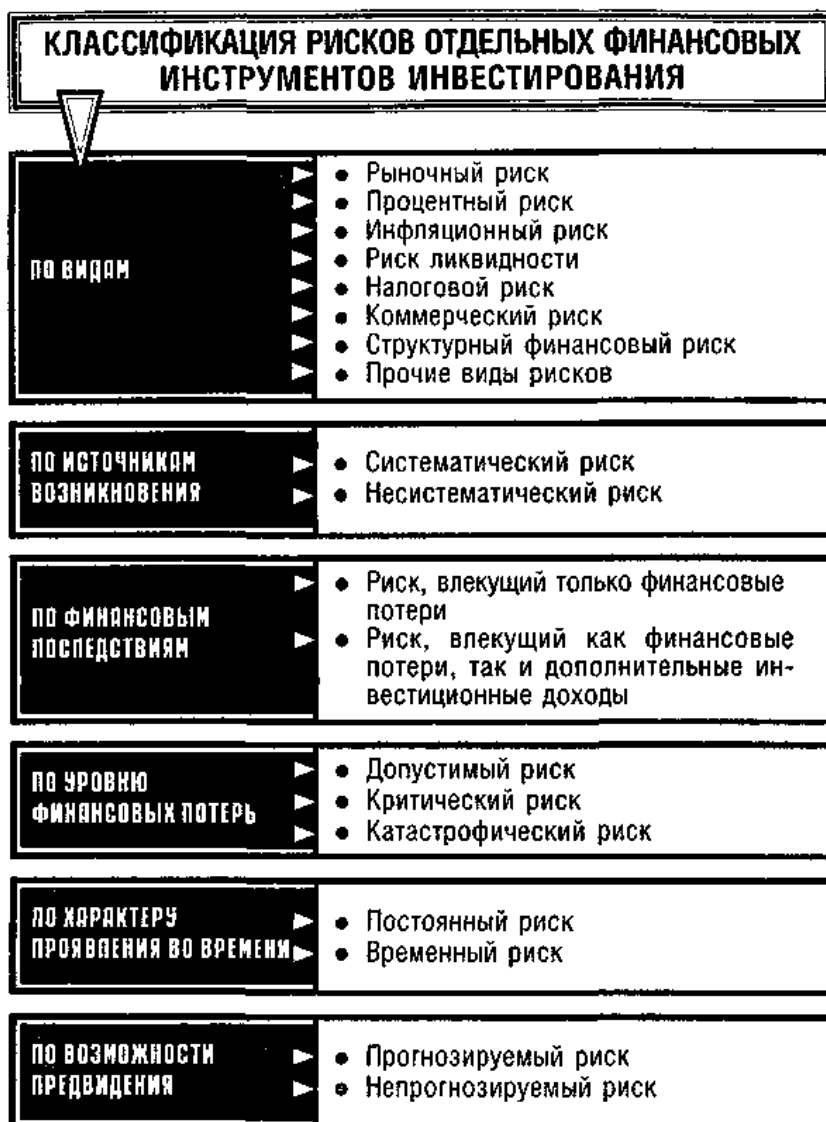 КЛАССИФИКАЦИЯ РИСКОВ ОТДЕЛЬНЫХ ФИНАНСОВЫХ
ИНСТРУМЕНТОВ ИНВЕСТИРОВАНИЯ
ПО ВИДАМ
• Рыночный риск
• Процентный риск
• Инфляционный риск
• Риск ликвидности
• Налоговой риск
• Коммерческий риск
• Структурный финансовый риск
• Прочие виды рисков
ПО ИСТОЧНИКАМ
ВОЗНИКНОВЕНИЯ
• Систематический риск
• Несистематический риск
ПО ФИНАНСОВЫМ
ПОСЛЕДСТВИЯМ
• Риск, влекущий только финансовые
потери
• Риск, влекущий как финансовые
потери, так и дополнительные ин-
вестиционные доходы
ПО УРОВНЮ
ФИНАНСОВЫХ ПОТЕРЬ
• Допустимый риск
• Критический риск
• Катастрофический риск
ПО ХАРАКТЕРУ
ПРОЯВЛЕНИЯ ВО ВРЕМЕНИ
• Постоянный риск
• Временный риск
ПО ВОЗМОЖНОСТИ
ПРЕДВИДЕНИЯ
• Прогнозируемый риск
• Непрогнозируемый риск